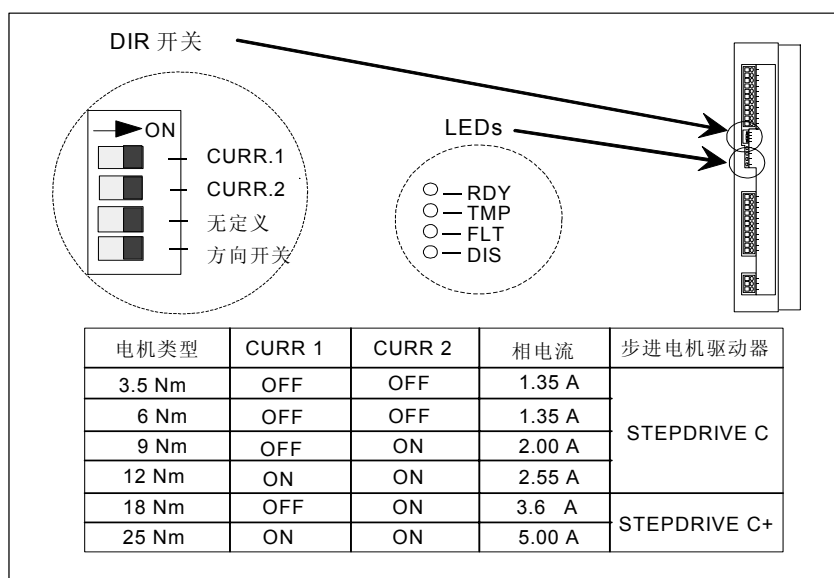 DIR 开关
ON
CURR.1
CURR.2
无定义
方向开关
LEDs
RDY
TMP
FLT
DIS
电机类型 CURR 1 CURR 2 相电流 步进电机驱动器
3.5 Nm OFF OFF 1.35 A STEPDRIVE C
6 Nm OFF OFF 1.35 A
9 Nm OFF ON 2.00 A
12 Nm ON ON 2.55 A
18 Nm OFF ON 3.6 A STEPDRIVE C+
25 Nm ON ON 5.00 A